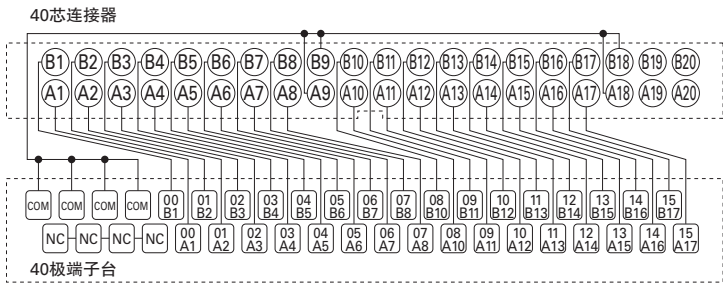 40芯连接器
B1 B2 B3 B4 B5 B6 B7 B8 B9 B10 B11 B12 B13 B14 B15 B16 B17 B18 B19 B20
A1 A2 A3 A4 A5 A6 A7 A8 A9 A10 A11 A12 A13 A14 A15 A16 A17 A18 A19 A20
COM COM COM COM 00 01 02 03 04 05 06 07 08 09 10 11 12 13 14 15
B1 B2 B3 B4 B5 B6 B7 B8 B10 B11 B12 B13 B14 B15 B16 B17
NC NC NC NC 00 01 02 03 04 05 06 07 08 09 10 11 12 13 14 15
A1 A2 A3 A4 A5 A6 A7 A8 A10 A11 A12 A13 A14 A15 A16 A17
40极端子台